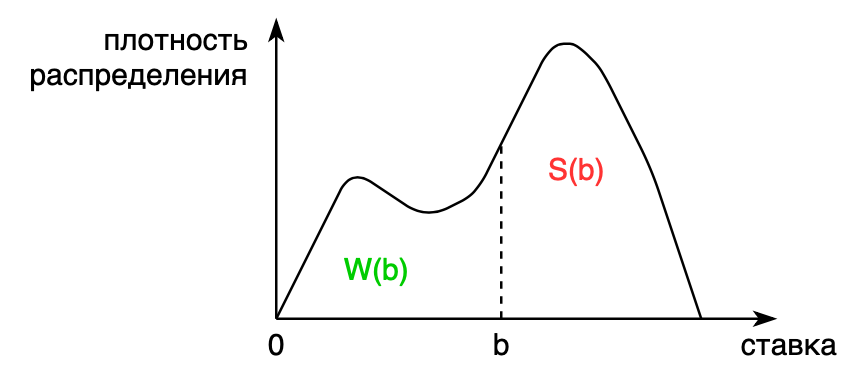 плотность
распределения
S(b)
W(b)
0
b
ставка